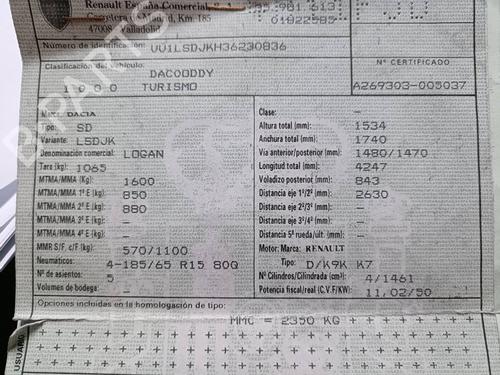 Renault España Comercial S.A.
Carretera de Madrid, Km. 185
47008 Valladolid
01822585
Número de identificación: VV1LSDJKH36230836
Clasificación del vehículo: DACOODDY Nº NJU
1000 TURISMO A269303-005037
Marca: DACIA
Tipo: SD
Variante: LSDJK
Denominación comercial: LOGAN
Tara (kg): 1065
MTMA/MMA (Kg): 1600
MTMA/MMA 1º E (kg): 850
MTMA/MMA 2º E (kg): 880
MTMA/MMA 3º E (kg): –
MTMA/MMA 4º E (kg): –
MMR S/F, c/F (kg): 570/1100
Neumáticos: 4-185/65 R15 80Q
Nº de asientos: 5
Volumen de bodega: –
Clase: –
Altura total (mm): 1534
Anchura total (mm): 1740
Via anterior/posterior (mm): 1480/1470
Longitud total (mm): 4247
Voladizo posterior (mm): 843
Distancia eje 1º/2º (mm): 2630
Distancia eje 2º/3º (mm): –
Distancia eje 3º/4º (mm): –
Distancia 5ª rueda/ult. (mm): –
Motor: Marca: RENAULT
Tipo: D/K9K K7
Nº Cilindros/Cilindrada (cm³): 4/1461
Potencia fiscal/real (C.V.F/KW): 11,02/50
Opciones incluidas en la homologación de tipo:
MMC = 2350 KG
USUARIO